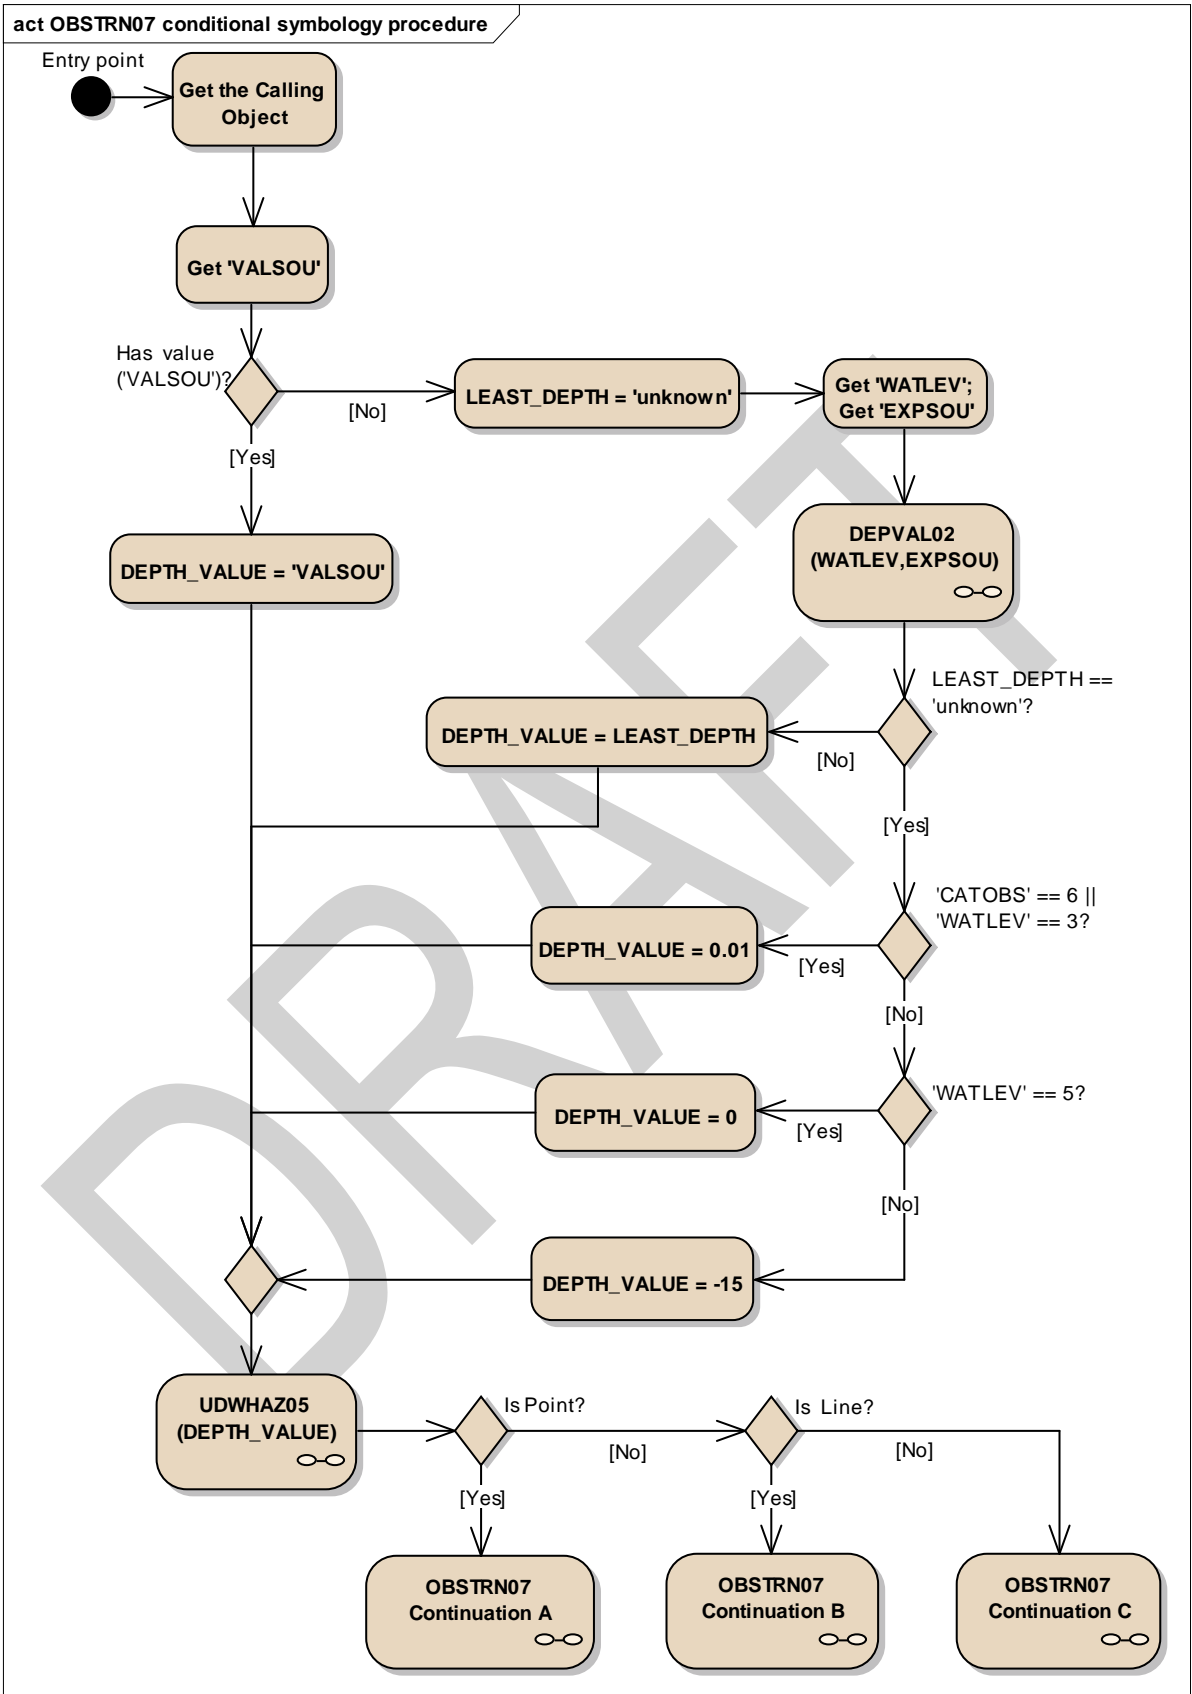 act OBSTRN07 conditional symbology procedure
Entry point
Get the Calling
Object
Get 'VALSOU'
Has value
('VALSOU')?
[No]
LEAST_DEPTH = 'unknown'
Get 'WATLEV';
Get 'EXPSOU'
[Yes]
DEPTH_VALUE = 'VALSOU'
DEPVAL02
(WATLEV,EXPSOU)
LEAST_DEPTH ==
'unknown'?
DEPTH_VALUE = LEAST_DEPTH
[No]
[Yes]
'CATOBS' == 6 ||
'WATLEV' == 3?
DEPTH_VALUE = 0.01
[Yes]
[No]
'WATLEV' == 5?
DEPTH_VALUE = 0
[Yes]
[No]
DEPTH_VALUE = -15
UDWHAZ05
(DEPTH_VALUE)
Is Point?
[No]
Is Line?
[No]
[Yes]
[Yes]
OBSTRN07
Continuation A
OBSTRN07
Continuation B
OBSTRN07
Continuation C
DRAFT